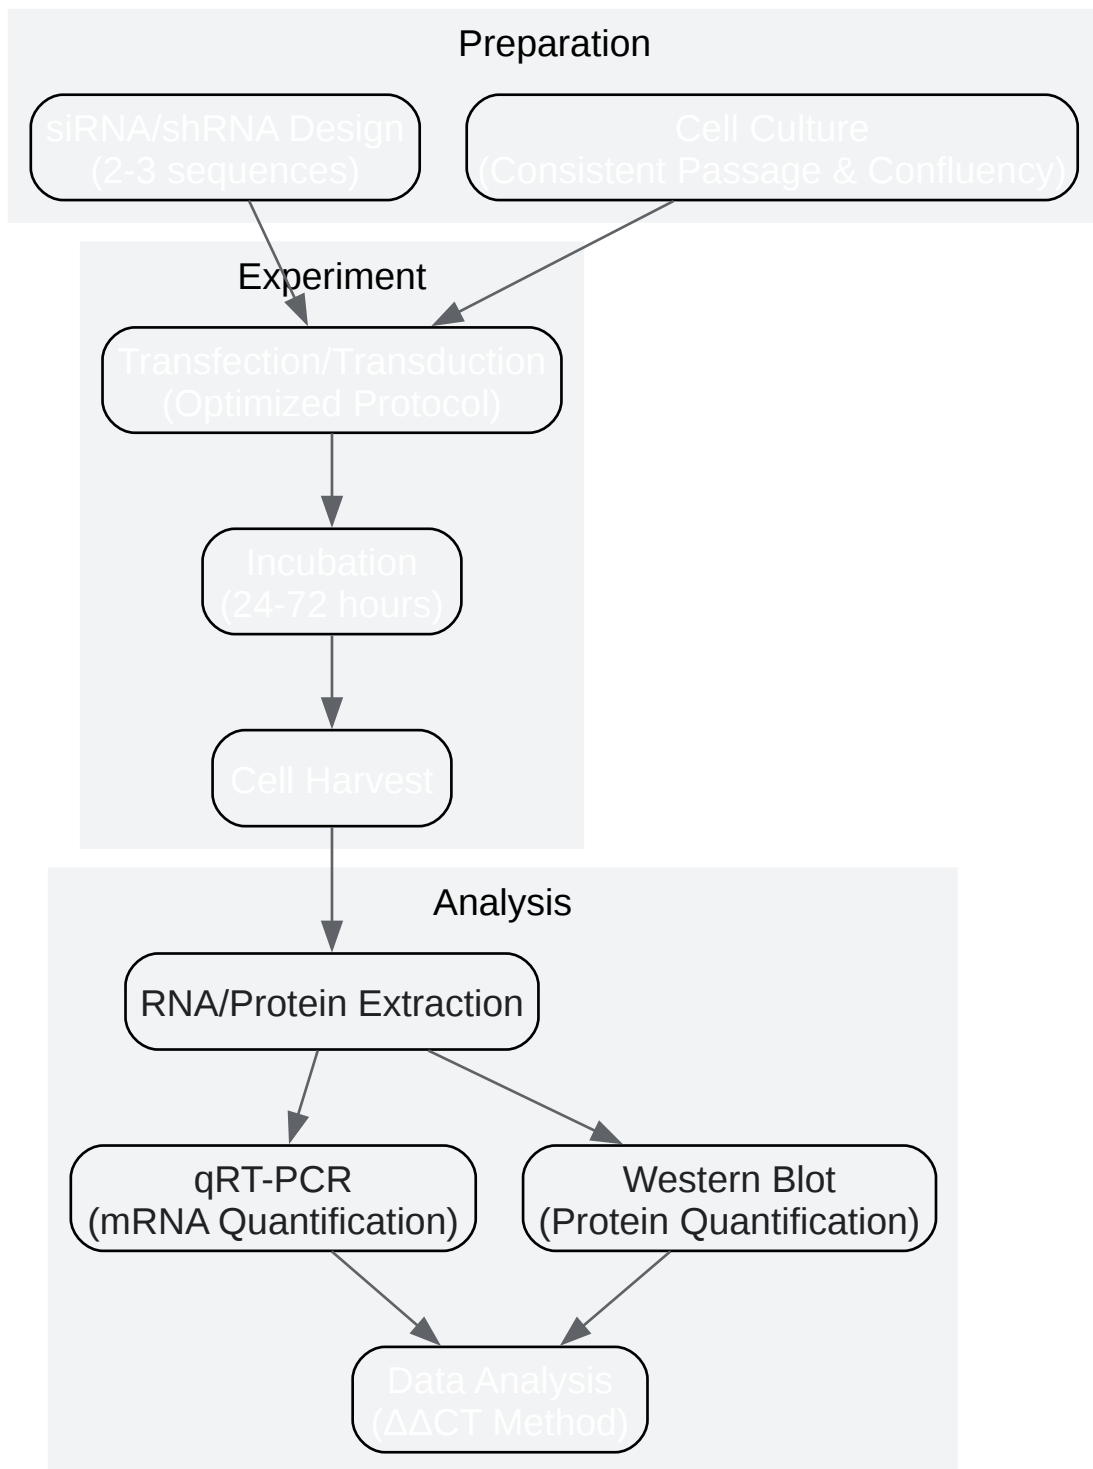 Preparation
siRNA/shRNA Design
(2-3 sequences)
Cell Culture
(Consistent Passage & Confluency)
Experiment
Transfection/Transduction
(Optimized Protocol)
Incubation
(24-72 hours)
Cell Harvest
Analysis
RNA/Protein Extraction
qRT-PCR
(mRNA Quantification)
Western Blot
(Protein Quantification)
Data Analysis
(ΔΔCT Method)